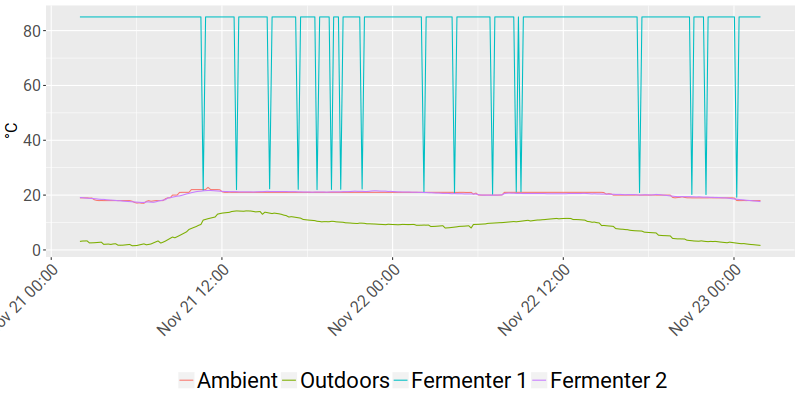 °C
80
60
40
20
0
ov 21 00:00
Nov 21 12:00
Nov 22 00:00
Nov 22 12:00
Nov 23 00:00
Ambient Outdoors Fermenter 1 Fermenter 2